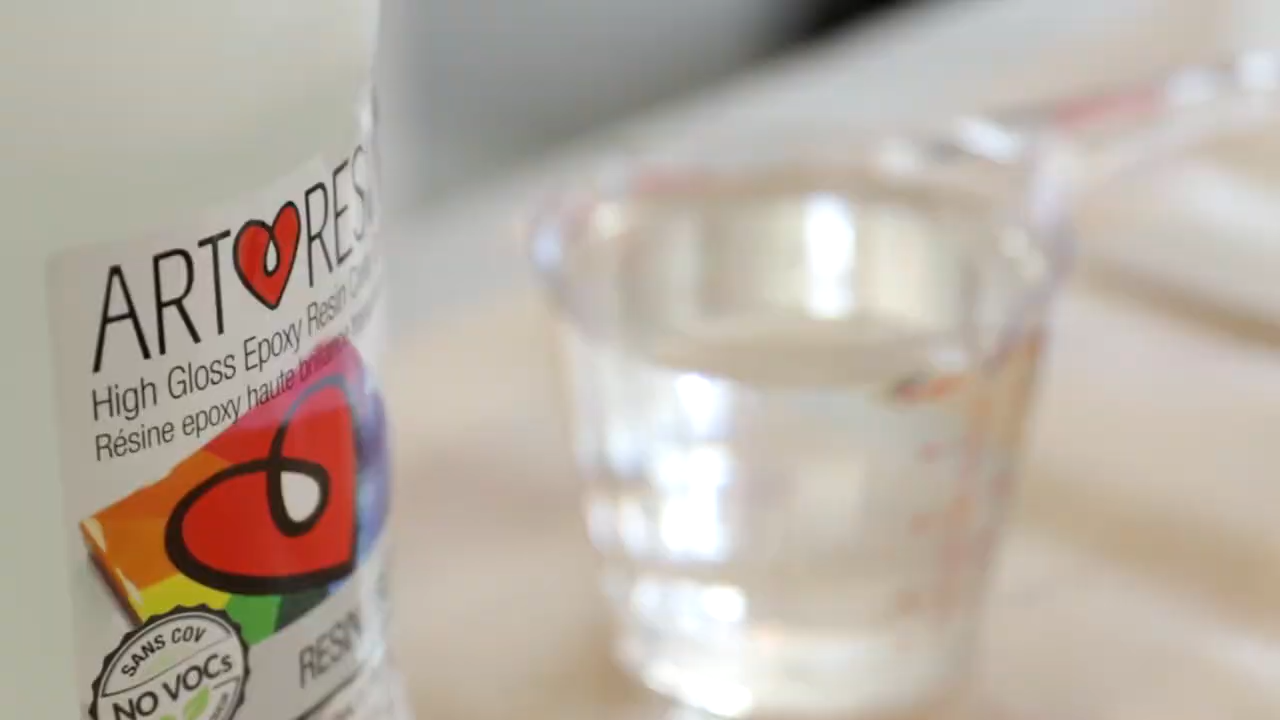 ART RES
High Gloss Epoxy Resin
Résine epoxy haute
SANS COV
NO VOCs
RESIN